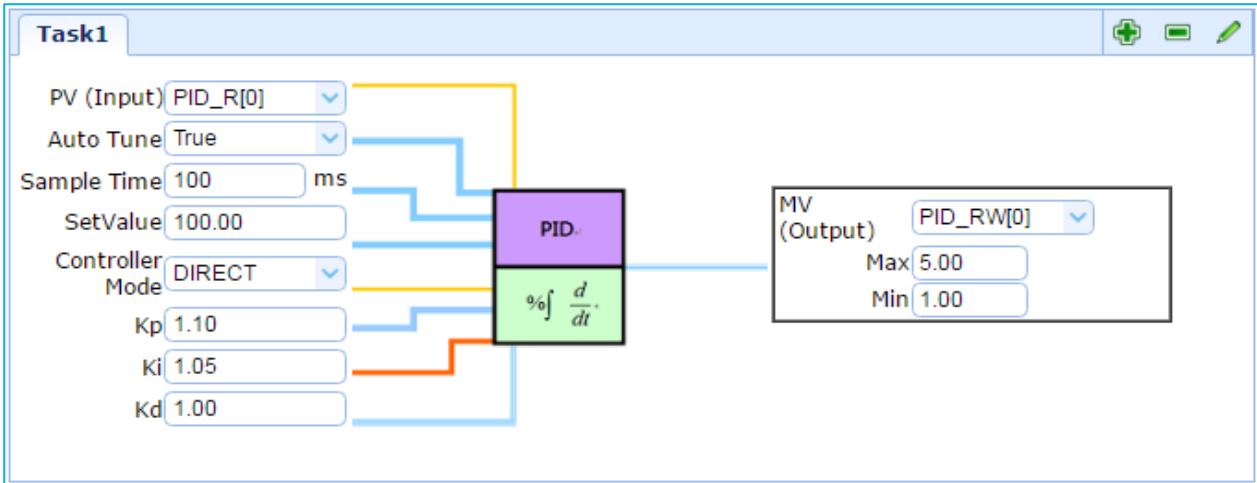 Task1
PV (Input) PID_R[0]
Auto Tune True
Sample Time 100 ms
SetValue 100.00
Controller
Mode DIRECT
Kp 1.10
Ki 1.05
Kd 1.00
PID
%∫ d/dt
MV
(Output) PID_RW[0]
Max 5.00
Min 1.00